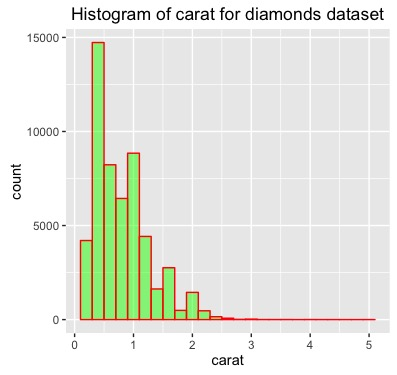 Histogram of carat for diamonds dataset
15000
10000
5000
0
count
0 1 2 3 4 5
carat